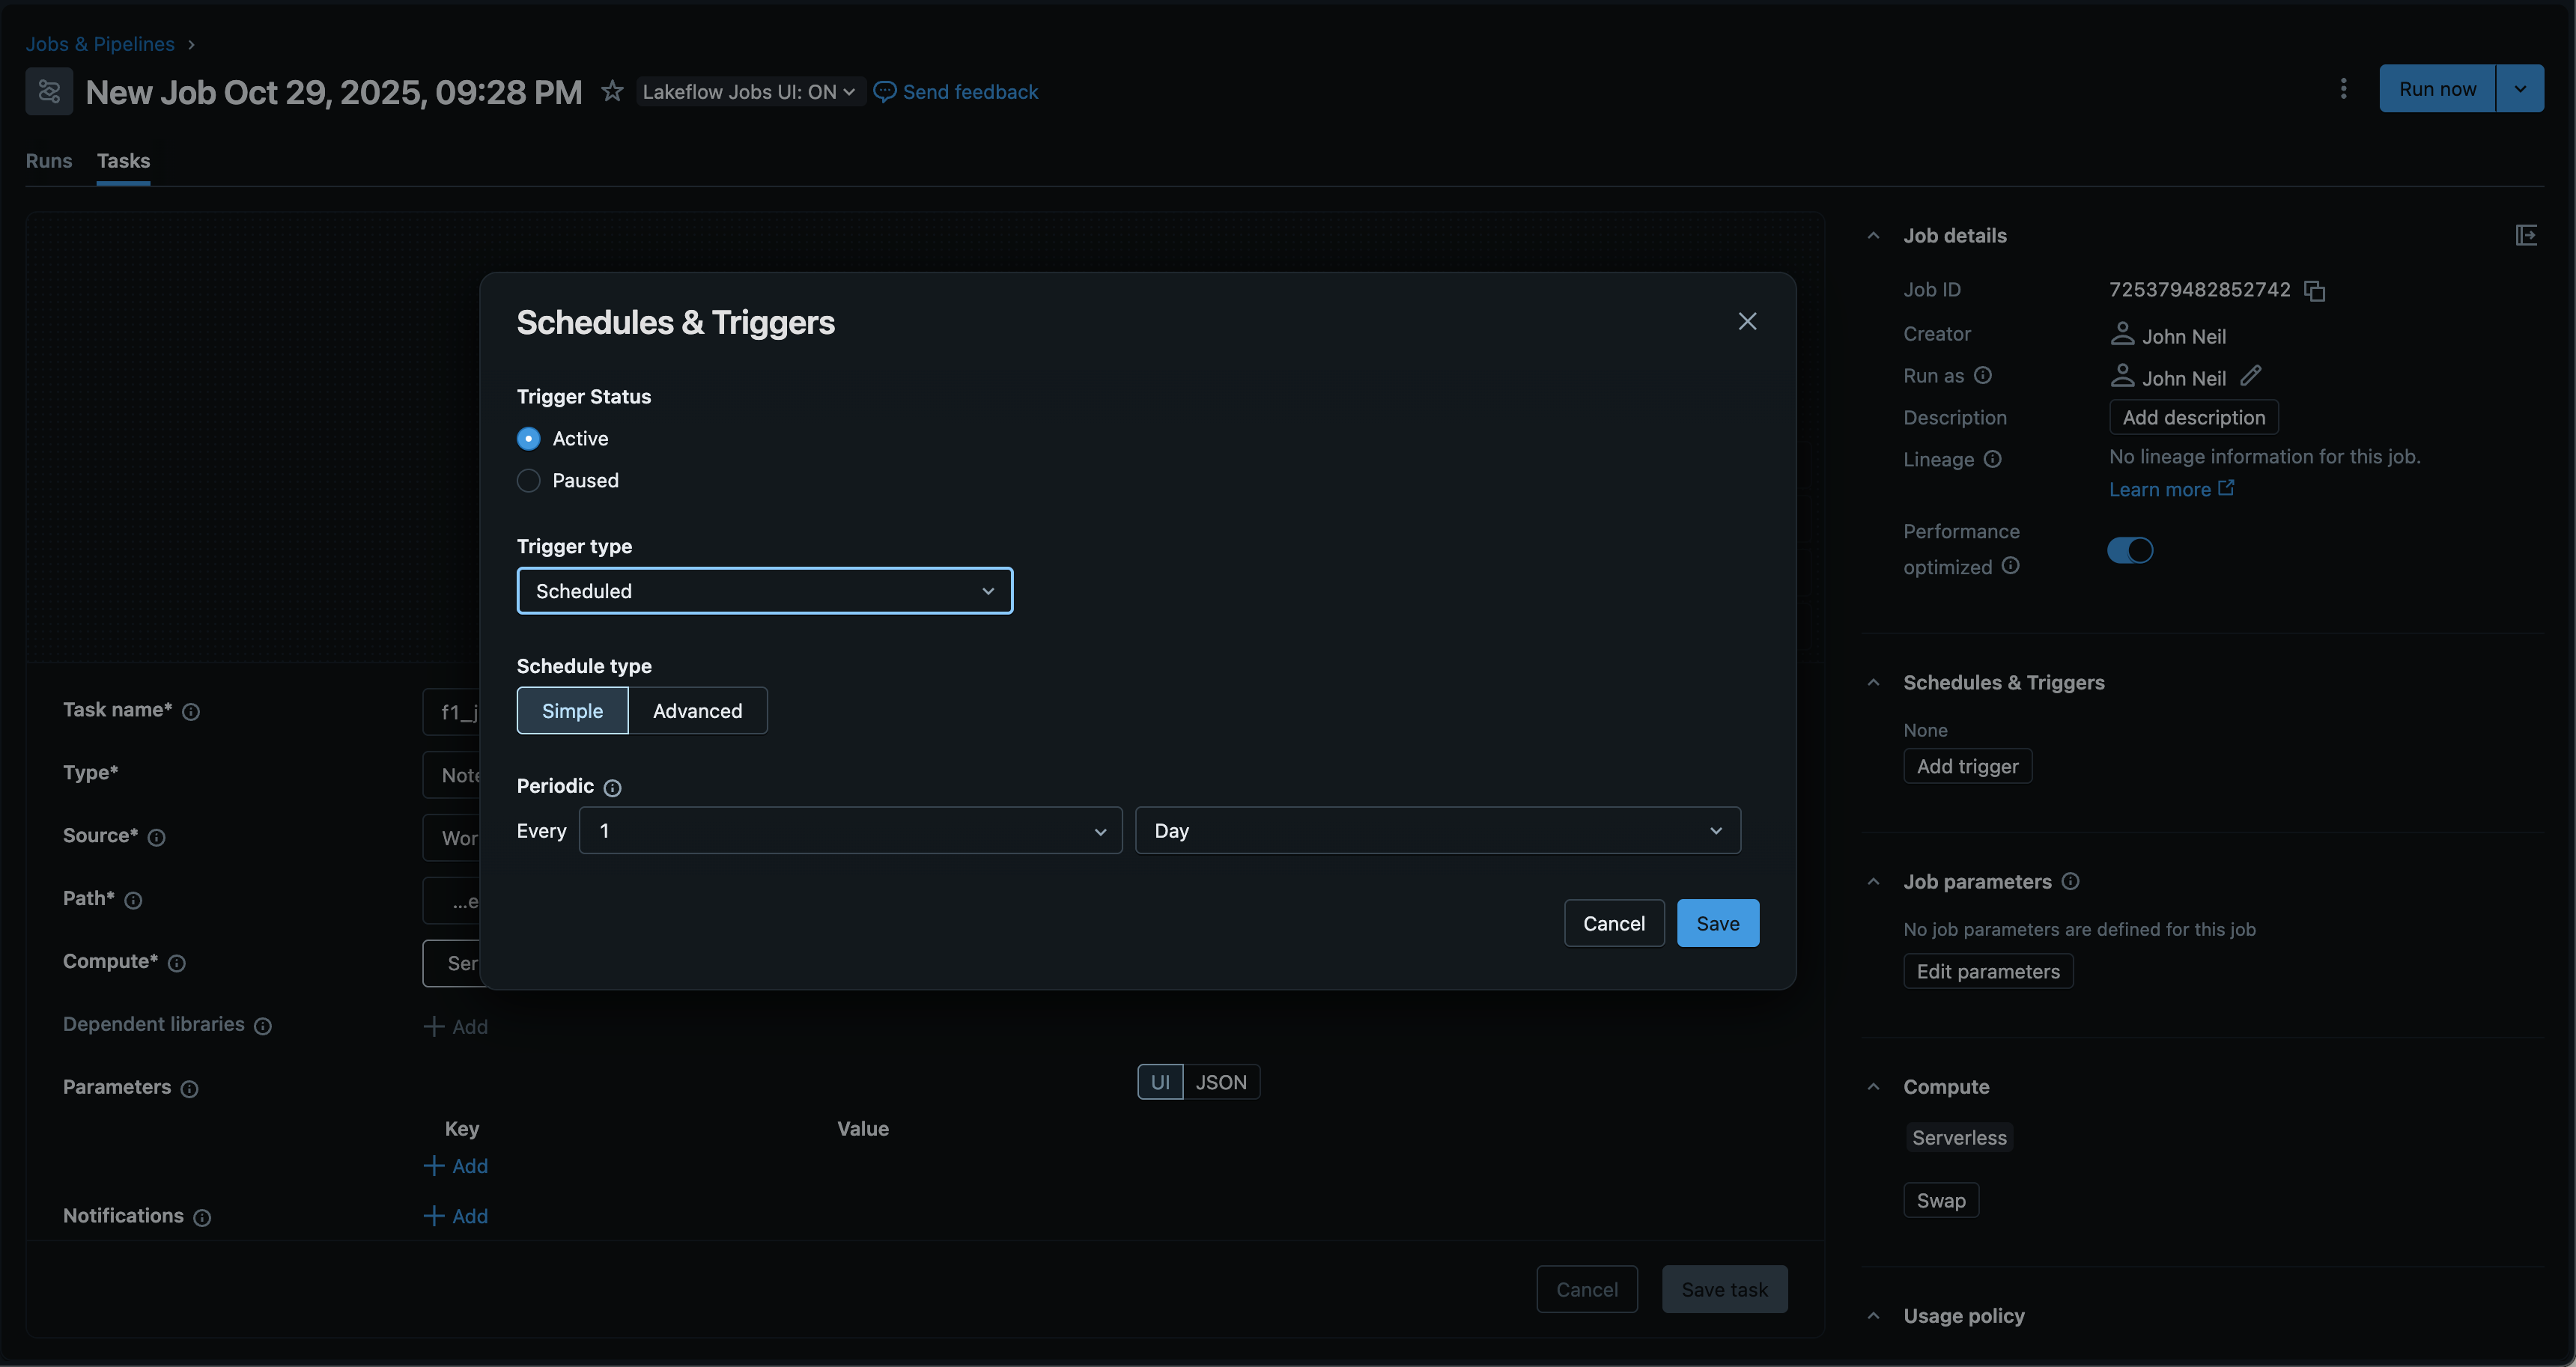 Jobs & Pipelines
New Job Oct 29, 2025, 09:28 PM
Lakeflow Jobs UI: ON
Send feedback
Run now
Runs
Tasks
Schedules & Triggers
Trigger Status
Active
Paused
Trigger type
Scheduled
Schedule type
Simple
Advanced
Periodic
Every
1
Day
Cancel
Save
Task name*
f1_j
Type*
Note
Source*
Wor
Path*
...e
Compute*
Ser
Dependent libraries
Add
Parameters
UI
JSON
Key
Value
Add
Notifications
Add
Cancel
Save task
Job details
Job ID
725379482852742
Creator
John Neil
Run as
John Neil
Description
Add description
Lineage
No lineage information for this job.
Learn more
Performance
optimized
Schedules & Triggers
None
Add trigger
Job parameters
No job parameters are defined for this job
Edit parameters
Compute
Serverless
Swap
Usage policy